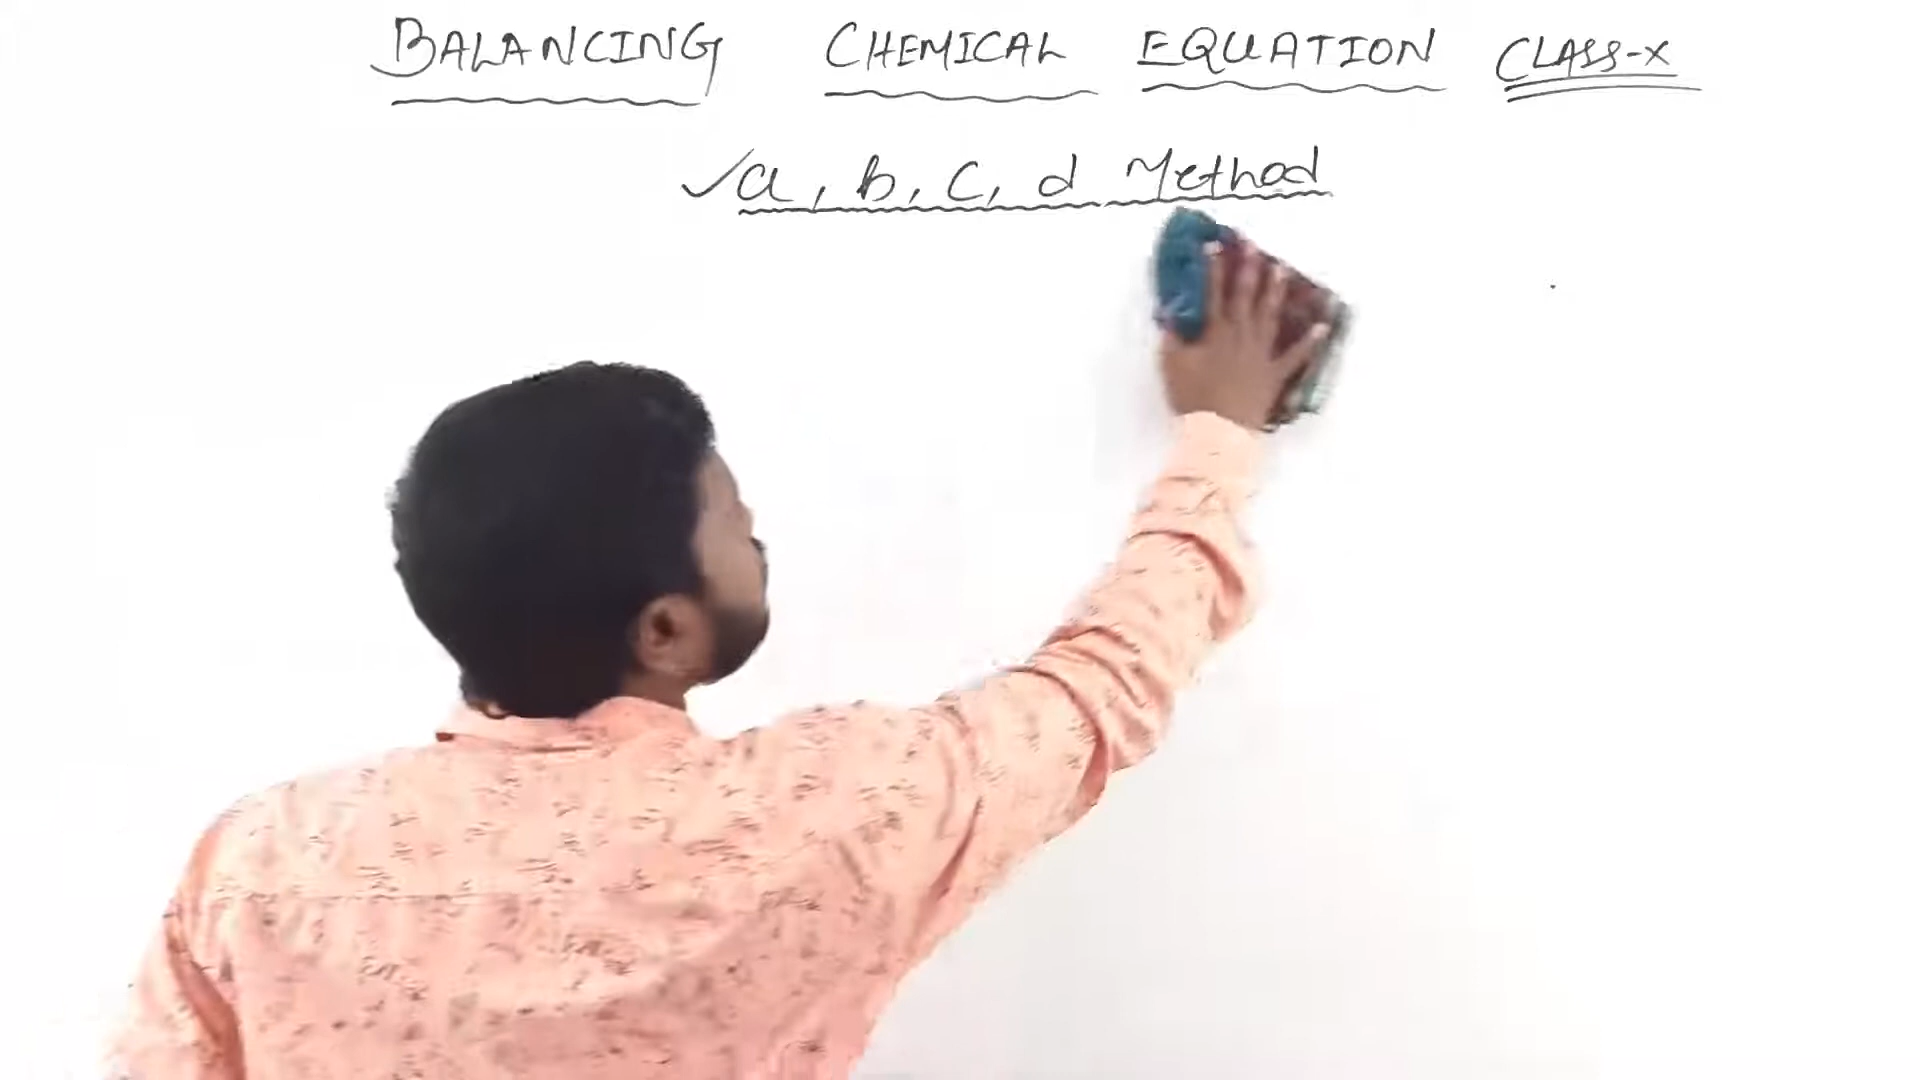 BALANCING CHEMICAL EQUATION CLASS-X
✓a, b, c, d Method